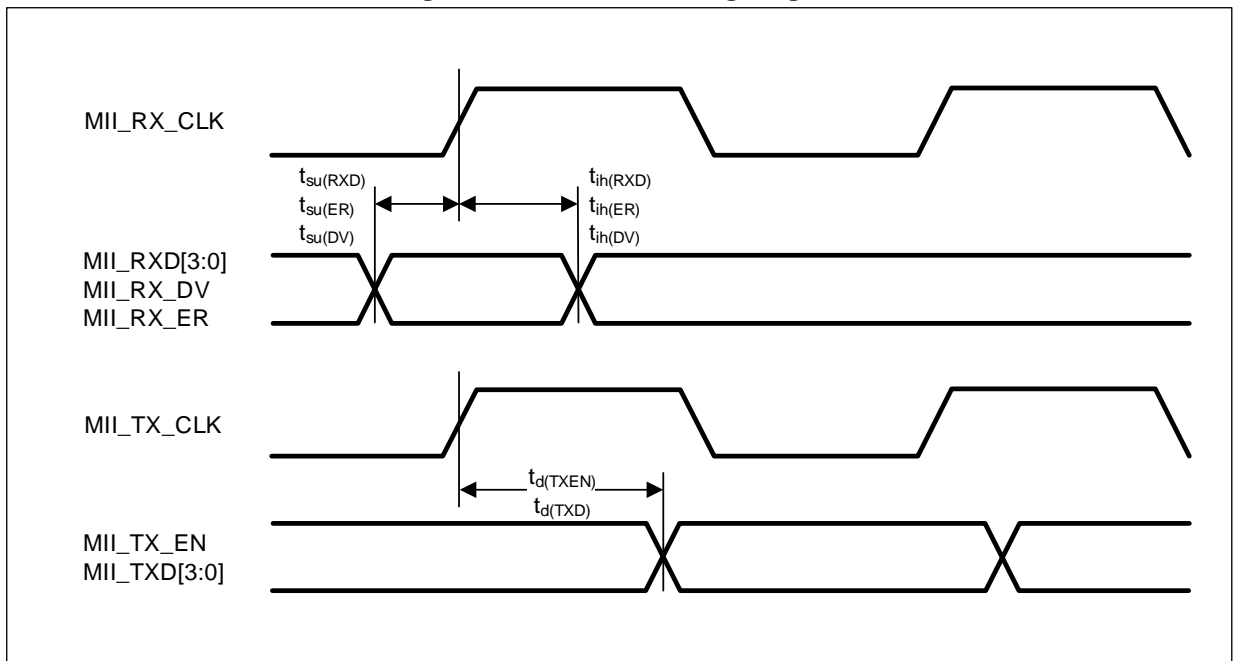 MII_RX_CLK
tsu(RXD)
tsu(ER)
tsu(DV)
tih(RXD)
tih(ER)
tih(DV)
MII_RXD[3:0]
MII_RX_DV
MII_RX_ER
MII_TX_CLK
td(TXEN)
td(TXD)
MII_TX_EN
MII_TXD[3:0]